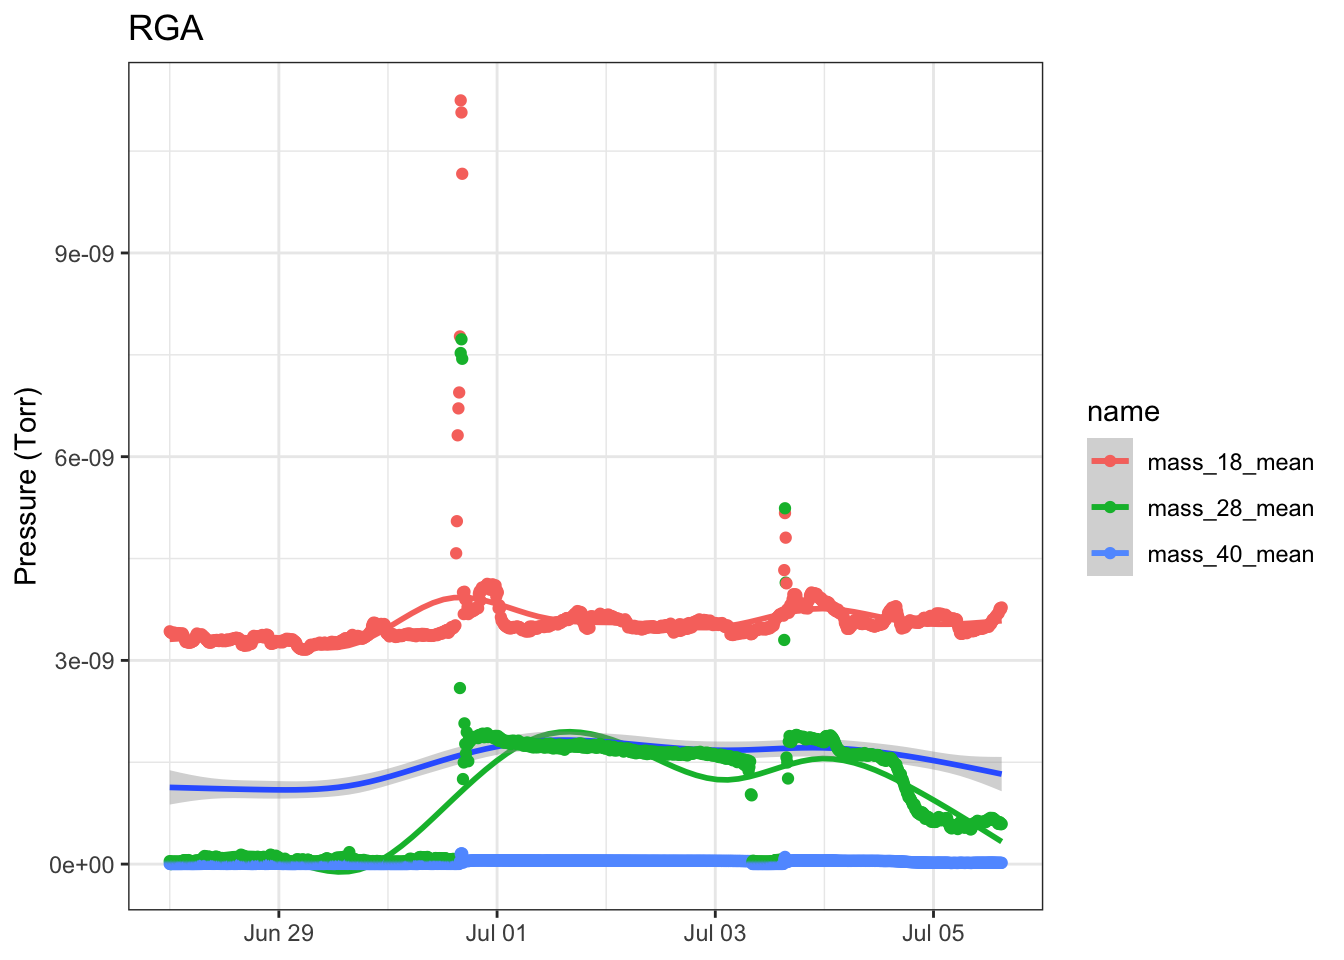 RGA
Pressure (Torr)
9e-09
6e-09
3e-09
0e+00
Jun 29
Jul 01
Jul 03
Jul 05
name
mass_18_mean
mass_28_mean
mass_40_mean